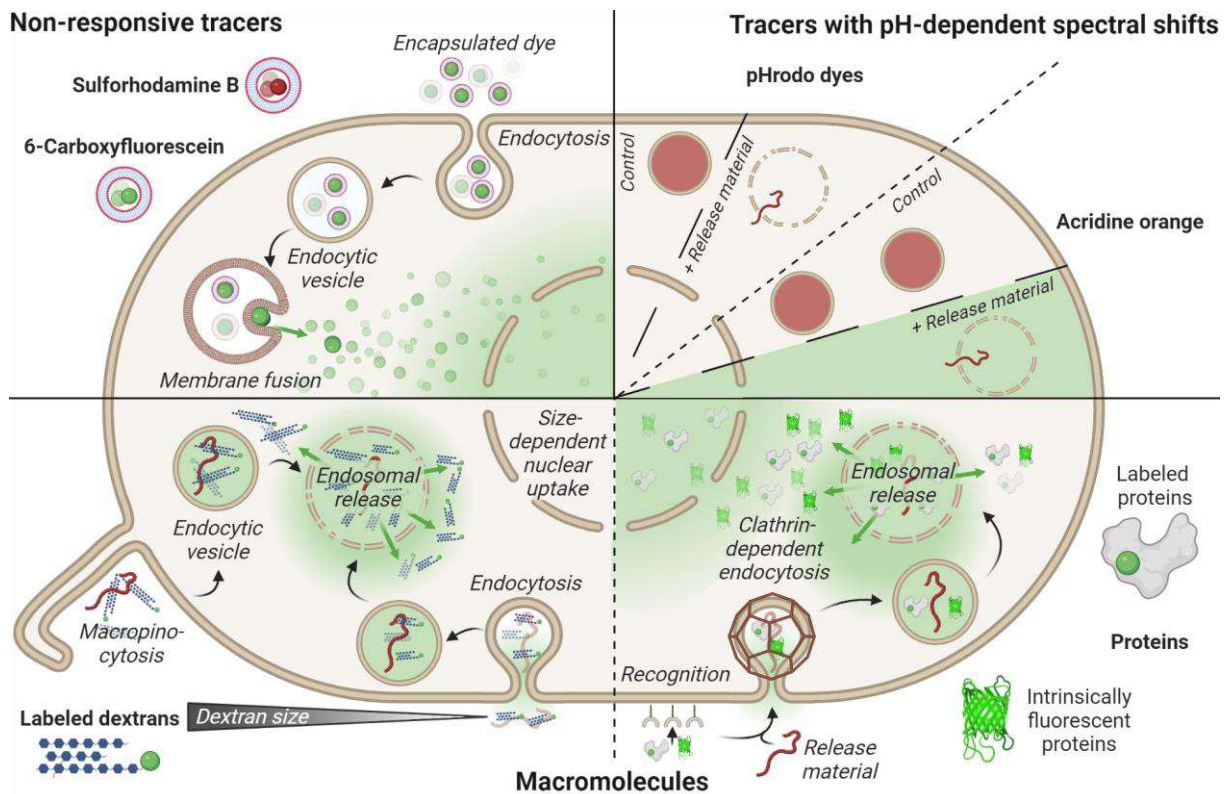 Non-responsive tracers
Tracers with pH-dependent spectral shifts
Encapsulated dye
Sulforhodamine B
6-Carboxyfluorescein
Endocytosis
Endocytic
vesicle
Membrane fusion
pHrodo dyes
Control
+ Release material
Control
Acridine orange
+ Release material
Size-
dependent
nuclear
uptake
Endosomal
release
Endocytic
vesicle
Macropino-
cytosis
Endocytosis
Labeled dextrans
Dextran size
Endosomal
release
Clathrin-
dependent
endocytosis
Recognition
Release
material
Labeled
proteins
Proteins
Intrinsically
fluorescent
proteins
Macromolecules